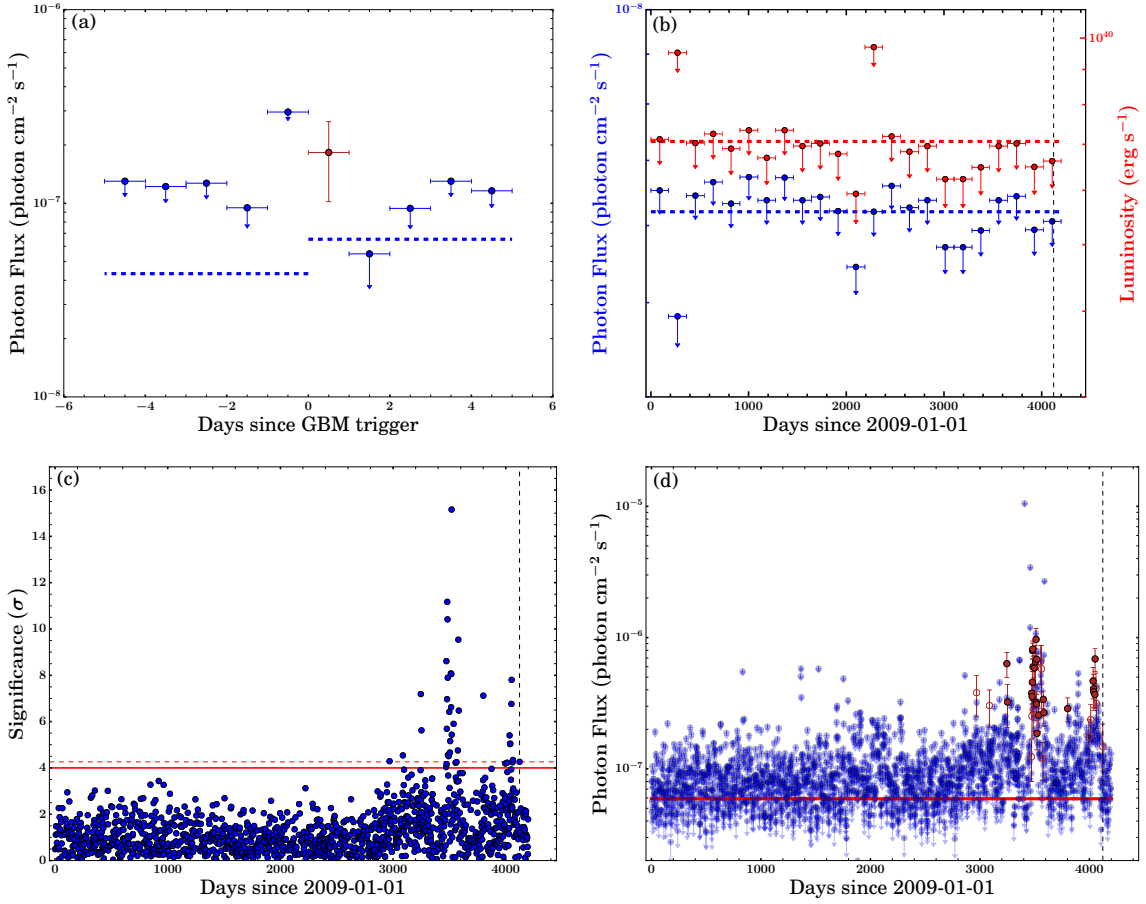 (a)
10⁻⁶
10⁻⁷
10⁻⁸
Photon Flux (photon cm⁻² s⁻¹)
−6 −4 −2 0 2 4 6
Days since GBM trigger
(b)
10⁻⁸
Photon Flux (photon cm⁻² s⁻¹)
10⁴⁰
Luminosity (erg s⁻¹)
0 1000 2000 3000 4000
Days since 2009-01-01
(c)
16
14
12
10
8
6
4
2
0
Significance (σ)
0 1000 2000 3000 4000
Days since 2009-01-01
(d)
10⁻⁵
10⁻⁶
10⁻⁷
Photon Flux (photon cm⁻² s⁻¹)
0 1000 2000 3000 4000
Days since 2009-01-01